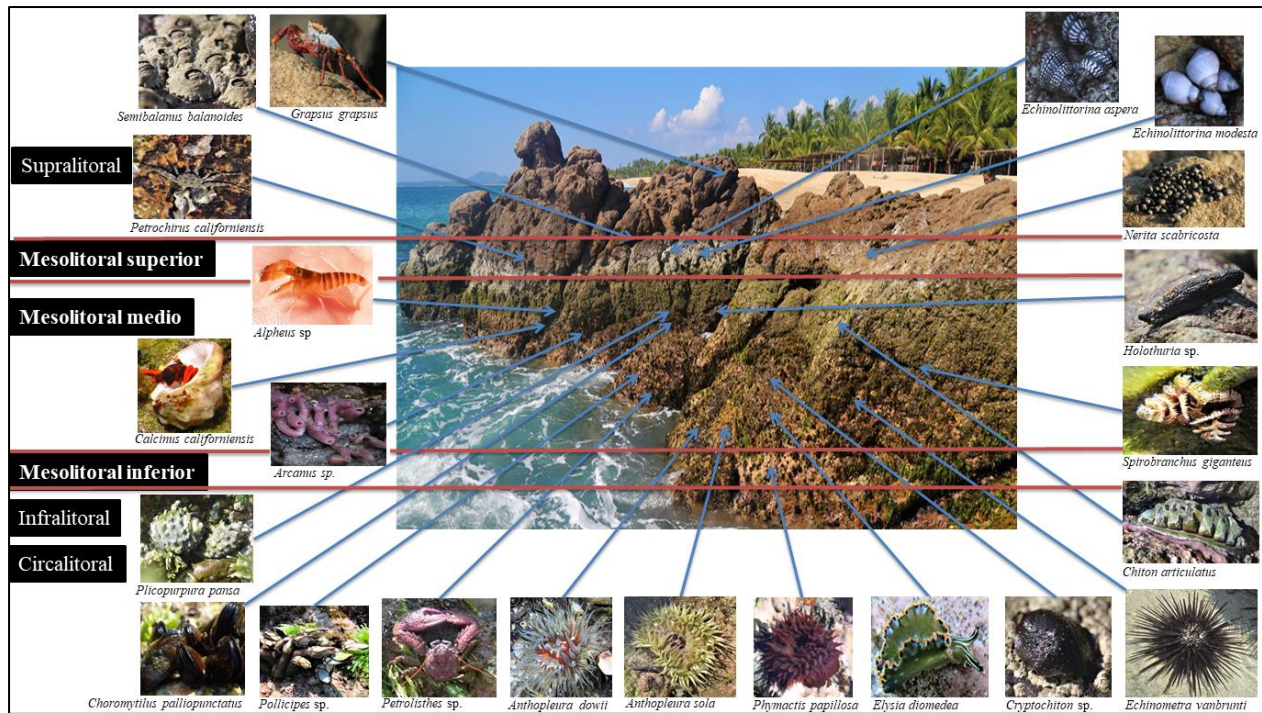 Semibalanus balanoides
Grapsus grapsus
Echinolittorina aspera
Echinolittorina modesta
Supralitoral
Petrochirus californiensis
Nerita scabricosta
Mesolitoral superior
Mesolitoral medio
Alpheus sp
Holothuria sp.
Calcinus californiensis
Arcanus sp.
Spirobranchus giganteus
Mesolitoral inferior
Infralitoral
Circalitoral
Plicopurpura pansa
Chiton articulatus
Choromytilus palliopunctatus
Pollicipes sp.
Petrolisthes sp.
Anthopleura dowii
Anthopleura sola
Phymactis papillosa
Elysia diomedea
Cryptochiton sp.
Echinometra vanbrunti